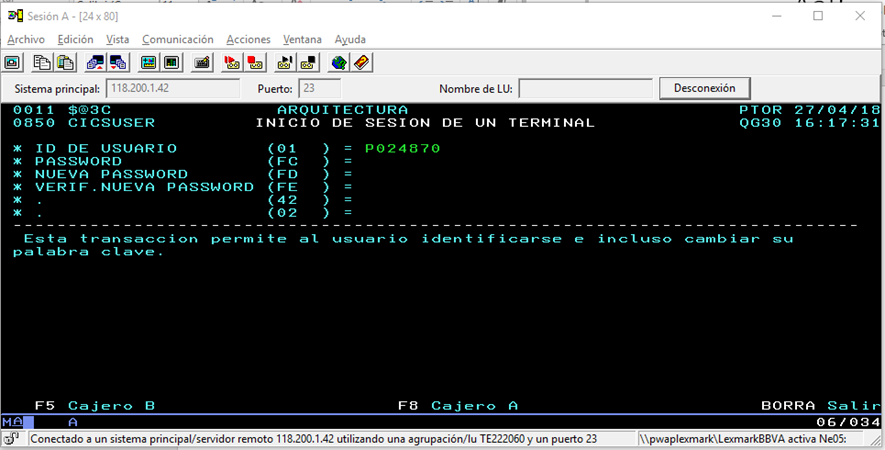 Sesión A - [24 x 80]
Archivo Edición Vista Comunicación Acciones Ventana Ayuda
Sistema principal: 118.200.1.42 Puerto: 23 Nombre de LU: Desconexión
0011 $@3C ARQUITECTURA PTOR 27/04/18
0850 CICSUSER INICIO DE SESION DE UN TERMINAL QG30 16:17:31
* ID DE USUARIO (01 ) = P024870
* PASSWORD (FC ) =
* NUEVA PASSWORD (FD ) =
* VERIF.NUEVA PASSWORD (FE ) =
* . (42 ) =
* . (02 ) =
--------------------------------------------------------------------------------
Esta transaccion permite al usuario identificarse e incluso cambiar su
palabra clave.
F5 Cajero B F8 Cajero A BORRA Salir
MA A 06/034
Conectado a un sistema principal/servidor remoto 118.200.1.42 utilizando una agrupación/lu TE222060 y un puerto 23 \\pwaplexmark\LexmarkBBVA activa Ne05: